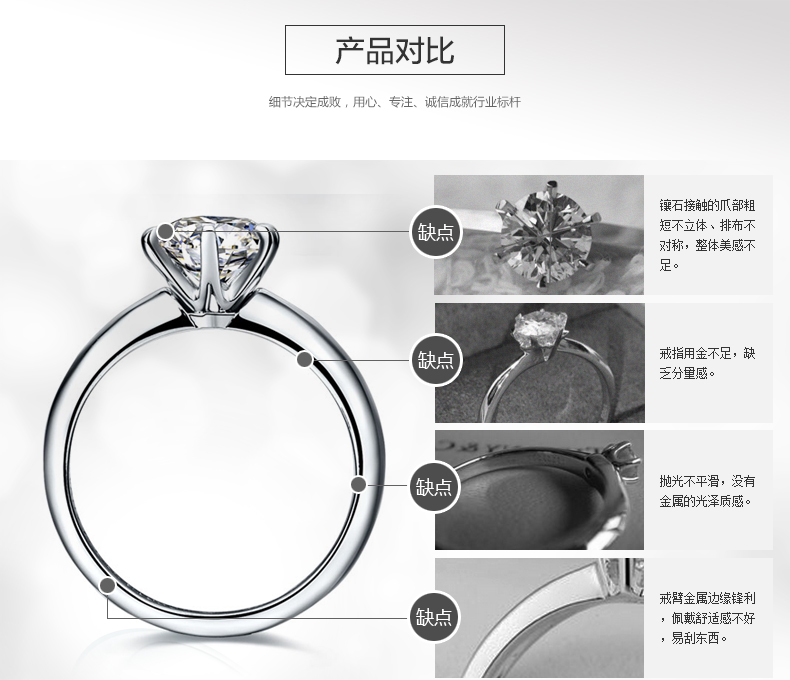 产品对比
细节决定成败，用心、专注、诚信成就行业标杆
缺点
镶石接触的爪部粗
短不立体、排布不
对称，整体美感不
足。
缺点
戒指用金不足，缺
乏分量感。
缺点
抛光不平滑，没有
金属的光泽质感。
缺点
戒臂金属边缘锋利
，佩戴舒适感不好
，易刮东西。